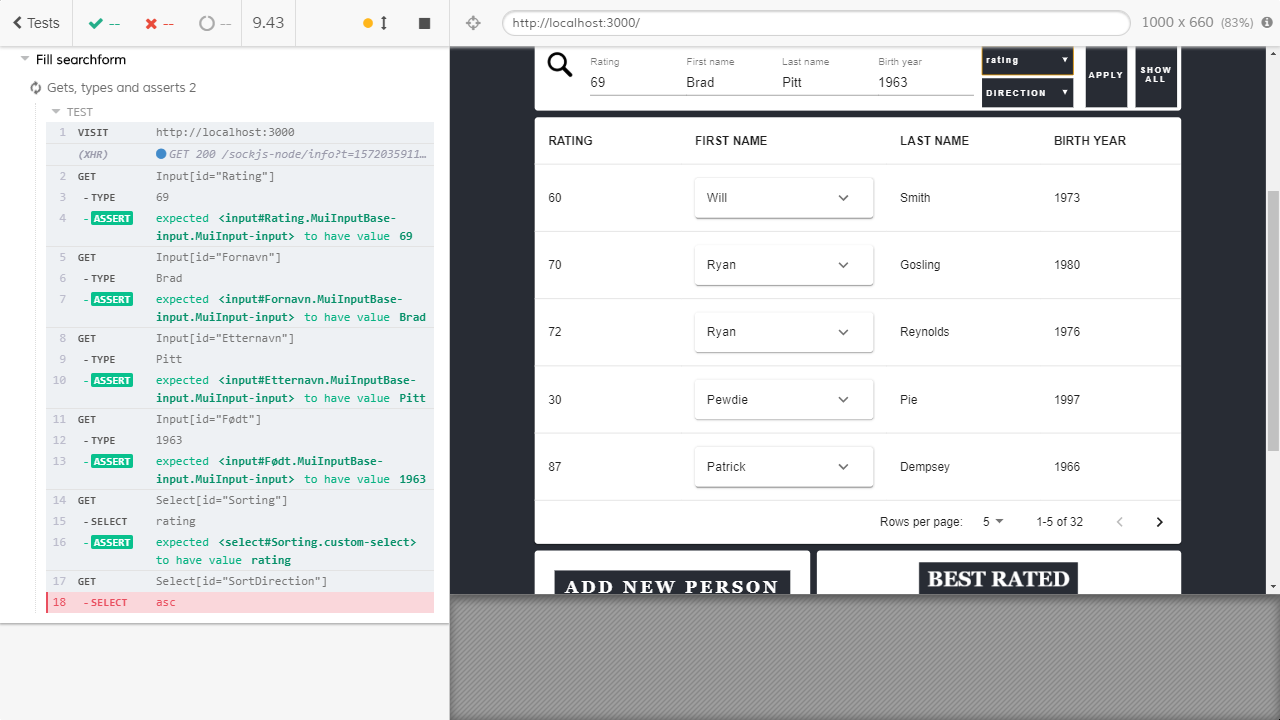 Tests
--
--
--
9.43
http://localhost:3000/
1000 x 660 (83%)
Fill searchform
Gets, types and asserts 2
TEST
1 VISIT http://localhost:3000
(XHR) GET 200 /sockjs-node/info?t=1572035911…
2 GET Input[id="Rating"]
3 - TYPE 69
4 - ASSERT expected <input#Rating.MuiInputBase-
input.MuiInput-input> to have value 69
5 GET Input[id="Fornavn"]
6 - TYPE Brad
7 - ASSERT expected <input#Fornavn.MuiInputBase-
input.MuiInput-input> to have value Brad
8 GET Input[id="Etternavn"]
9 - TYPE Pitt
10 - ASSERT expected <input#Etternavn.MuiInputBase-
input.MuiInput-input> to have value Pitt
11 GET Input[id="Født"]
12 - TYPE 1963
13 - ASSERT expected <input#Født.MuiInputBase-
input.MuiInput-input> to have value 1963
14 GET Select[id="Sorting"]
15 - SELECT rating
16 - ASSERT expected <select#Sorting.custom-select>
to have value rating
17 GET Select[id="SortDirection"]
18 - SELECT asc
Rating First name Last name Birth year
69 Brad Pitt 1963
rating
DIRECTION
APPLY
SHOW
ALL
RATING FIRST NAME LAST NAME BIRTH YEAR
60 Will Smith 1973
70 Ryan Gosling 1980
72 Ryan Reynolds 1976
30 Pewdie Pie 1997
87 Patrick Dempsey 1966
Rows per page: 5 1-5 of 32
ADD NEW PERSON
BEST RATED